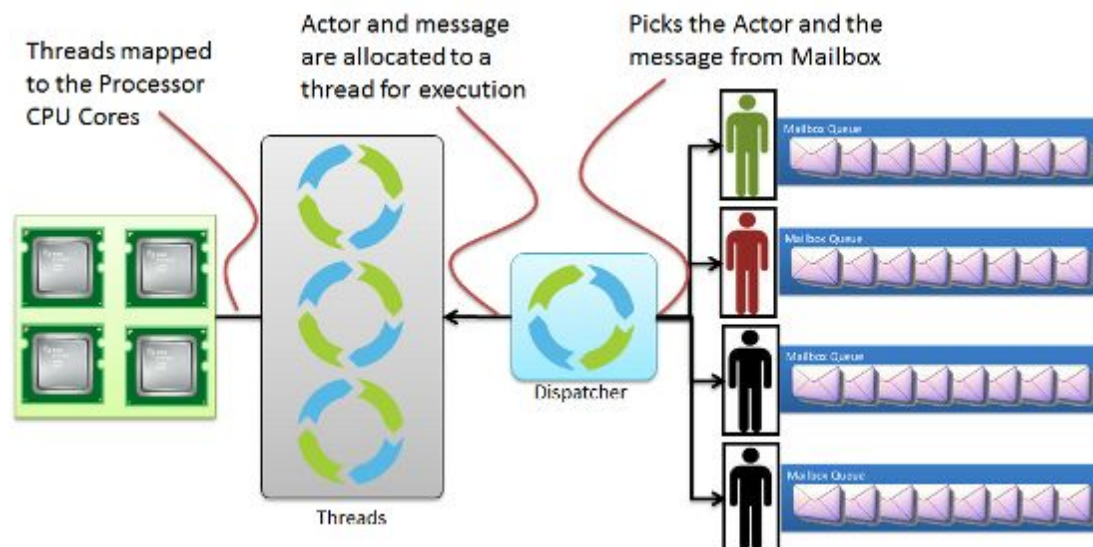 Threads mapped
to the Processor
CPU Cores
Actor and message
are allocated to a
thread for execution
Picks the Actor and the
message from Mailbox
Mailbox Queue
Mailbox Queue
Mailbox Queue
Mailbox Queue
Dispatcher
Threads